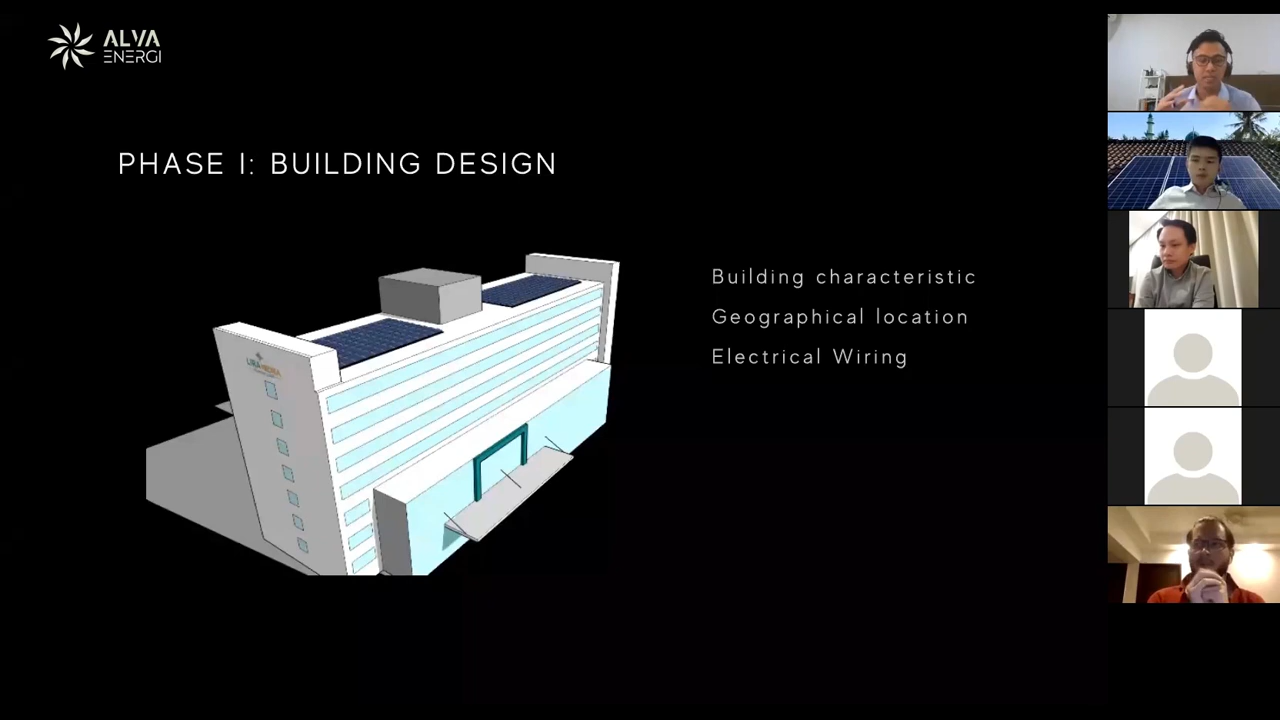 ALVA
ENERGI
PHASE I: BUILDING DESIGN
Building characteristic
Geographical location
Electrical Wiring